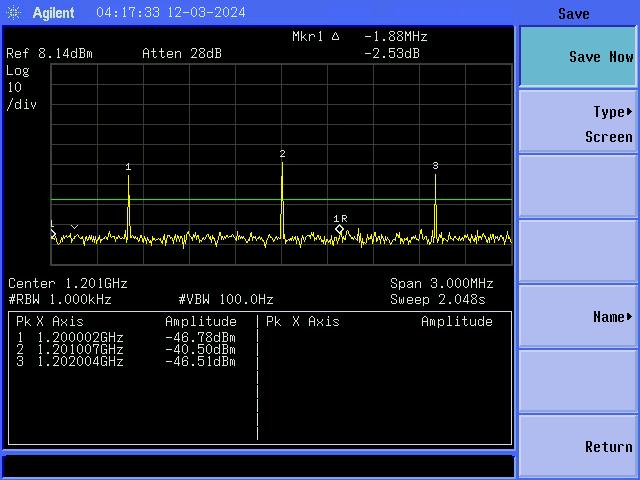 Agilent 04:17:33 12-03-2024 Save
Mkr1 Δ -1.88MHz
Ref 8.14dBm Atten 28dB -2.53dB
Log
10
/div
1
2
3
L
1R
Center 1.201GHz Span 3.000MHz
#RBW 1.000kHz #VBW 100.0Hz Sweep 2.048s
Pk X Axis Amplitude Pk X Axis Amplitude
1 1.200002GHz -46.78dBm
2 1.201007GHz -40.50dBm
3 1.202004GHz -46.51dBm
Save Now
Type
Screen
Name
Return